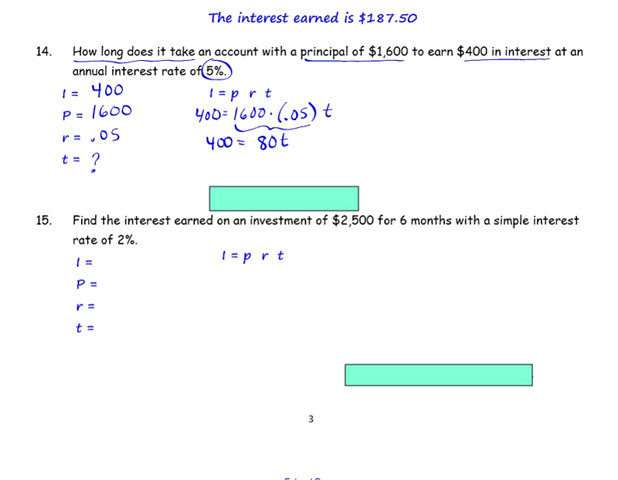 The interest earned is $187.50
14. How long does it take an account with a principal of $1,600 to earn $400 in interest at an
annual interest rate of 5%.
I = 400
I = p r t
P = 1600
400 = 1600 · (.05) t
r = .05
400 = 80t
t = ?
15. Find the interest earned on an investment of $2,500 for 6 months with a simple interest
rate of 2%.
I =
I = p r t
P =
r =
t =
3